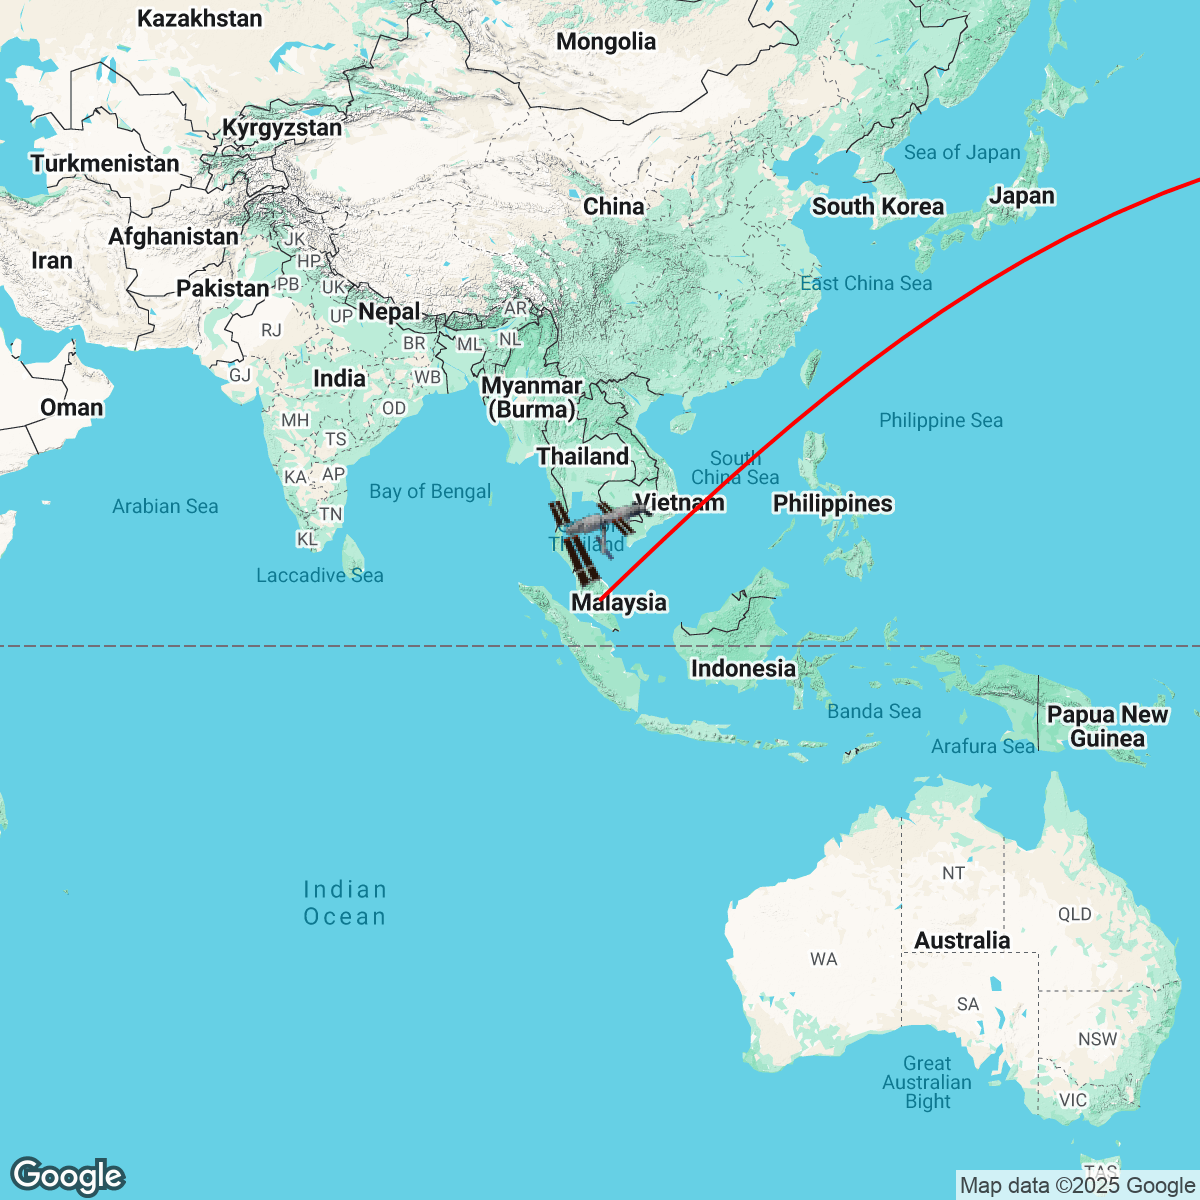 Kazakhstan
Mongolia
Kyrgyzstan
Sea of Japan
Turkmenistan
Japan
China
South Korea
Afghanistan
JK
Iran
HP
East China Sea
Pakistan
PB
UK
Nepal
AR
UP
RJ
NL
BR
ML
GJ
India
WB
Myanmar
(Burma)
Oman
OD
MH
Philippine Sea
TS
Thailand
South
China Sea
AP
KA
Bay of Bengal
Arabian Sea
Vietnam
Philippines
TN
KL
Thailand
Laccadive Sea
Malaysia
Indonesia
Banda Sea
Papua New
Guinea
Arafura Sea
NT
Indian
Ocean
QLD
Australia
WA
SA
NSW
Great
Australian
Bight
VIC
TAS
Google
Map data ©2025 Google